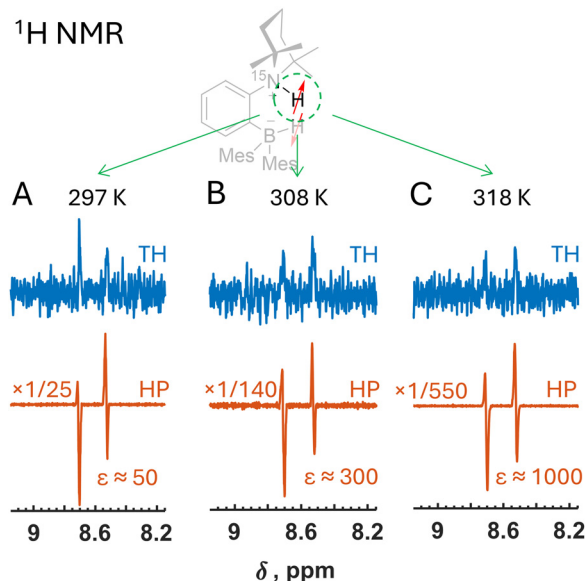 ¹H NMR
¹⁵N
+
H
H
−
B
Mes
Mes
A 297 K B 308 K C 318 K
TH TH TH
×1/25 HP ×1/140 HP ×1/550 HP
ε ≈ 50 ε ≈ 300 ε ≈ 1000
9 8.6 8.2 9 8.6 8.2 9 8.6 8.2
δ , ppm